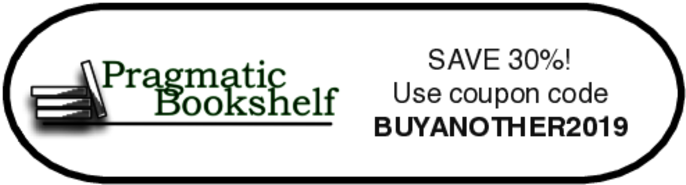 Pragmatic
Bookshelf
SAVE 30%!
Use coupon code
BUYANOTHER2019